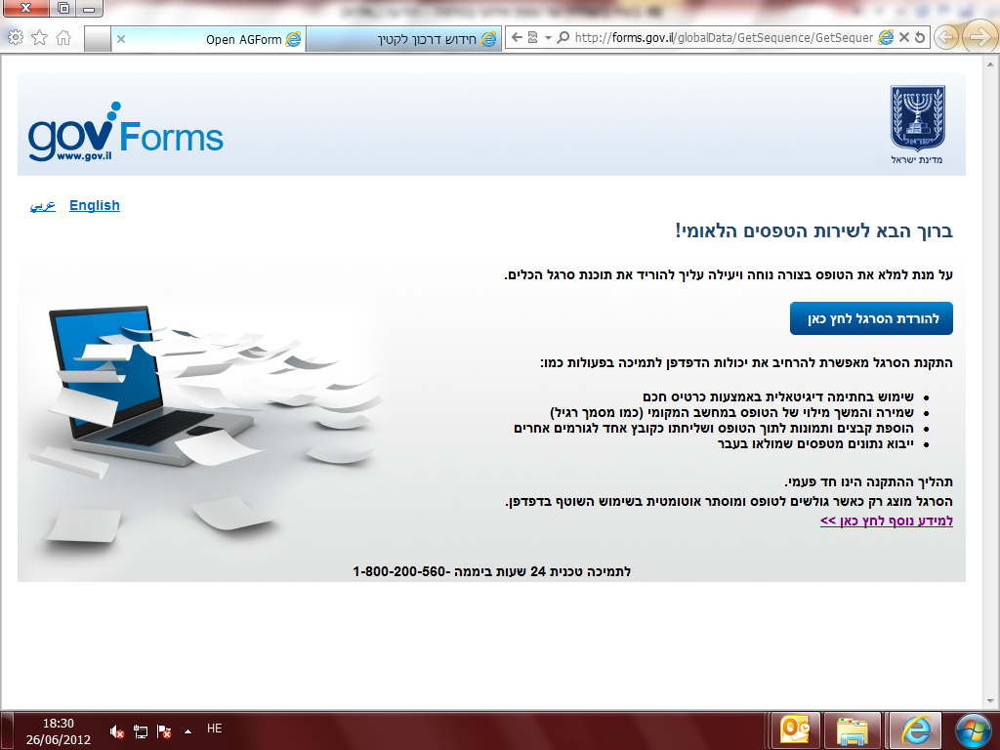 Open AGForm
חידוש דרכון לקטין
http://forms.gov.il/globalData/GetSequence/GetSequer
gov Forms
www.gov.il
מדינת ישראל
عربي English
ברוך הבא לשירות הטפסים הלאומי!
על מנת למלא את הטופס בצורה נוחה ויעילה עליך להוריד את תוכנת סרגל הכלים.
להורדת הסרגל לחץ כאן
התקנת הסרגל מאפשרת להרחיב את יכולות הדפדפן לתמיכה בפעולות כמו:
שימוש בחתימה דיגיטאלית באמצעות כרטיס חכם
שמירה והמשך מילוי של הטופס במחשב המקומי (כמו מסמך רגיל)
הוספת קבצים ותמונות לתוך הטופס ושליחתו כקובץ אחד לגורמים אחרים
ייבוא נתונים מטפסים שמולאו בעבר
תהליך ההתקנה הינו חד פעמי.
הסרגל מוצג רק כאשר גולשים לטופס ומוסתר אוטומטית בשימוש השוטף בדפדפן.
למידע נוסף לחץ כאן >>
לתמיכה טכנית 24 שעות ביממה -1-800-200-560
18:30
26/06/2012
HE